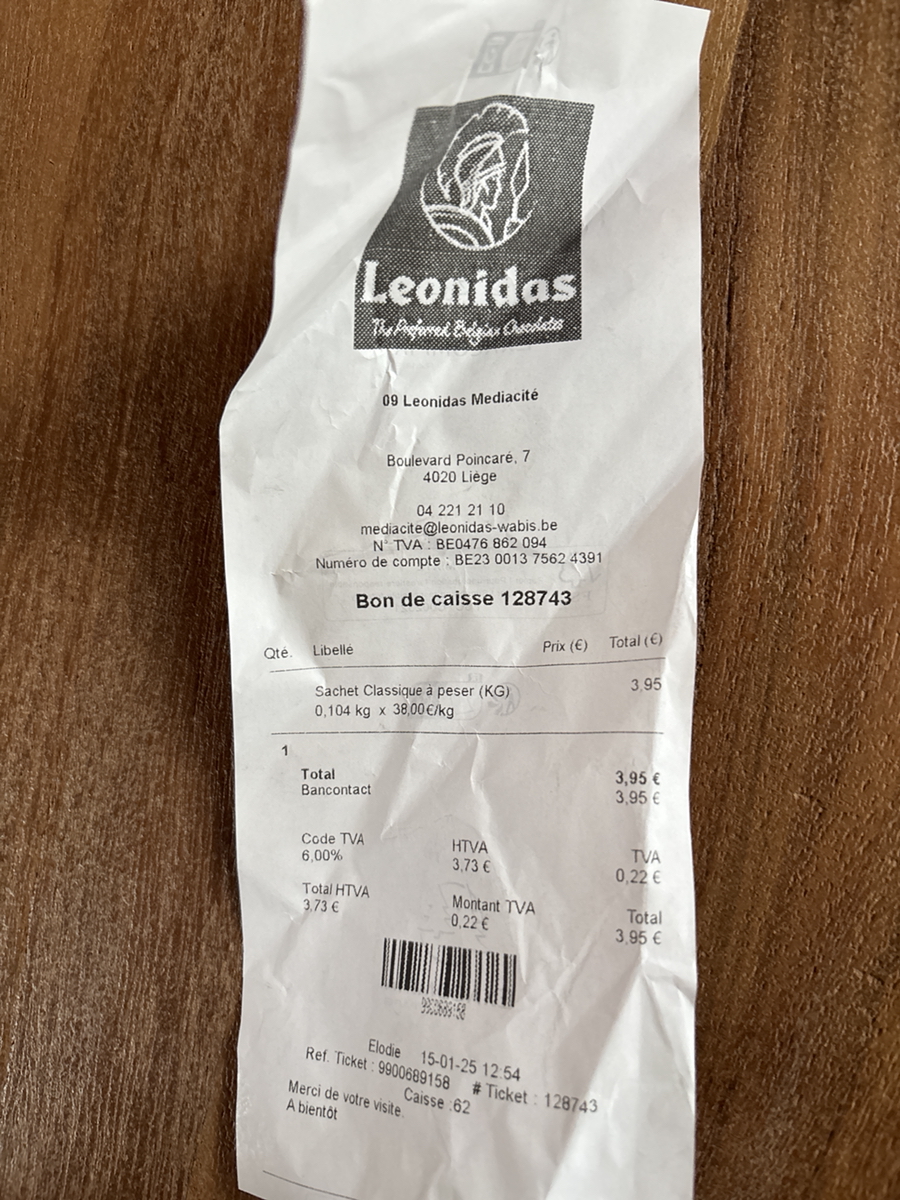 Leonidas
The Preferred Belgian Chocolates
09 Leonidas Mediacité
Boulevard Poincaré, 7
4020 Liège
04 221 21 10
mediacite@leonidas-wabis.be
N° TVA : BE0476 862 094
Numéro de compte : BE23 0013 7562 4391
Bon de caisse 128743
Qté. Libellé Prix (€) Total (€)
Sachet Classique à peser (KG) 3,95
0,104 kg x 38,00€/kg
1
Total 3,95 €
Bancontact 3,95 €
Code TVA HTVA TVA
6,00% 3,73 € 0,22 €
Total HTVA Montant TVA Total
3,73 € 0,22 € 3,95 €
Elodie 15-01-25 12:54
Ref. Ticket : 9900689158 # Ticket : 128743
Caisse :62
Merci de votre visite.
A bientôt